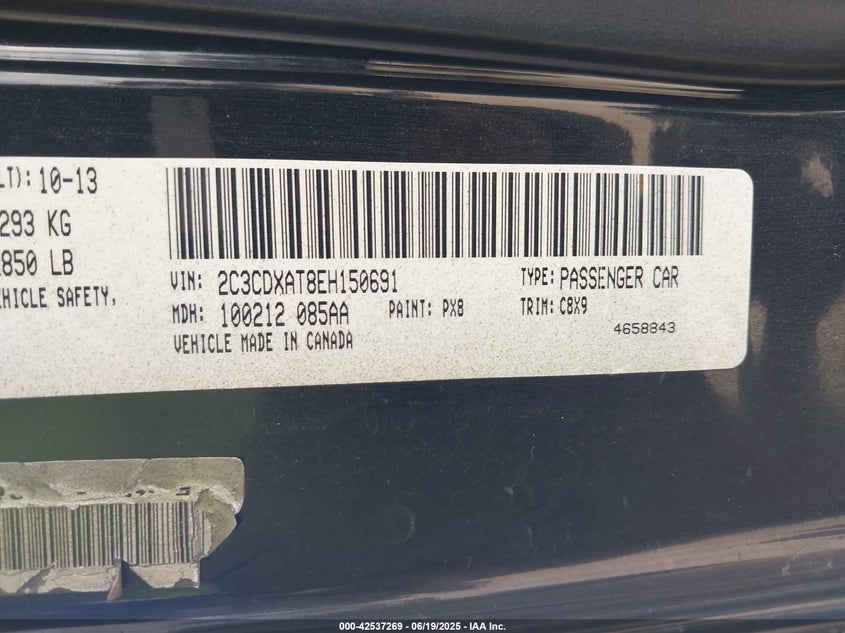 LT): 10-13
293 KG
850 LB
EHICLE SAFETY,
VIN: 2C3CDXAT8EH150691
TYPE: PASSENGER CAR
MDH: 100212 085AA
PAINT: PX8
TRIM: C8X9
VEHICLE MADE IN CANADA
4658843
000-42537269 - 06/19/2025 - IAA Inc.